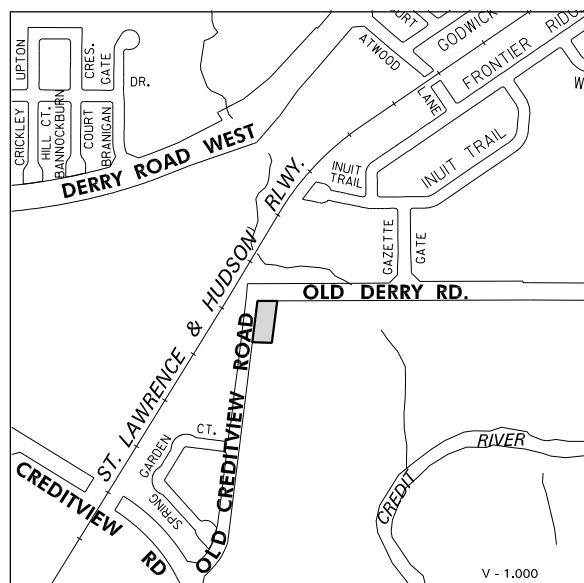 UPTON
CRES.
GATE
DR.
CRICKLEY
HILL CT.
BANNOCKBURN
COURT
BRANIGAN
DERRY ROAD WEST
URT
ATWOOD
GODWICK
FRONTIER RIDG
W
LANE
INUIT
TRAIL
INUIT TRAIL
GAZETTE
GATE
ST. LAWRENCE & HUDSON RLWY.
OLD DERRY RD.
OLD CREDITVIEW ROAD
GARDEN
CT.
SPRING
CREDITVIEW
RD
CREDIT
RIVER
V - 1.000